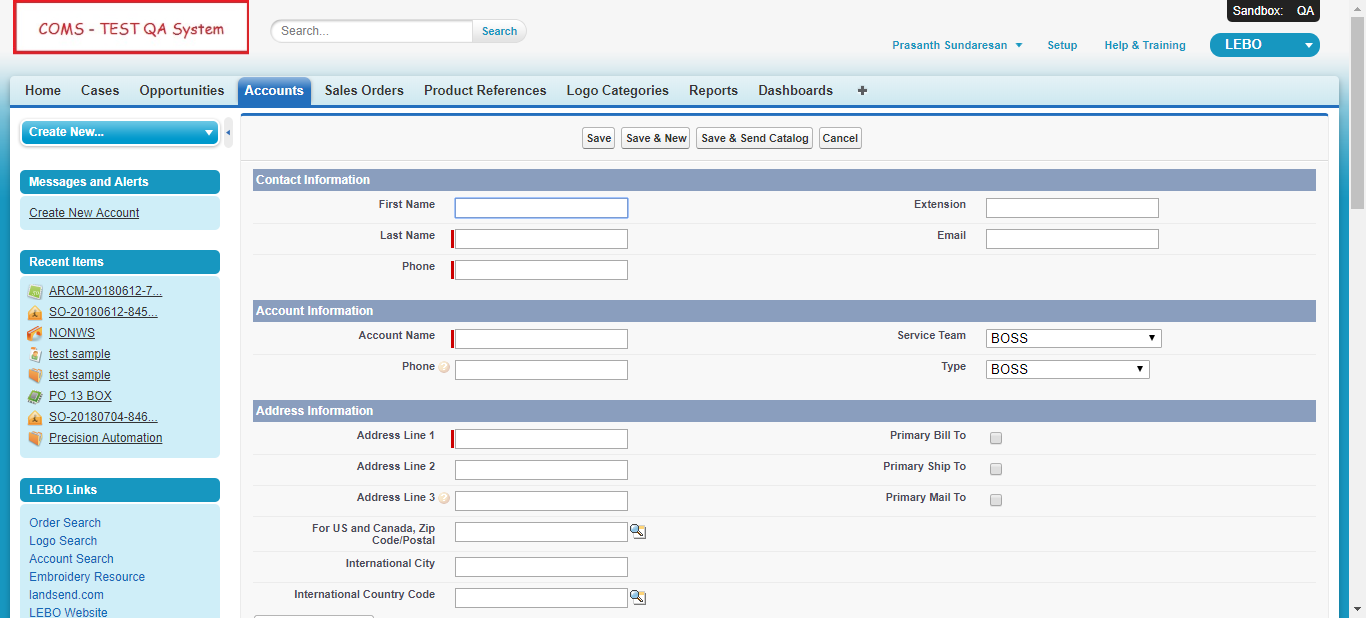 COMS - TEST QA System
Search...
Search
Sandbox: QA
Prasanth Sundaresan
Setup
Help & Training
LEBO
Home
Cases
Opportunities
Accounts
Sales Orders
Product References
Logo Categories
Reports
Dashboards
+
Create New...
Messages and Alerts
Create New Account
Recent Items
ARCM-20180612-7...
SO-20180612-845...
NONWS
test sample
test sample
PO 13 BOX
SO-20180704-846...
Precision Automation
LEBO Links
Order Search
Logo Search
Account Search
Embroidery Resource
landsend.com
LEBO Website
Save
Save & New
Save & Send Catalog
Cancel
Contact Information
First Name
Extension
Last Name
Email
Phone
Account Information
Account Name
Service Team
BOSS
Phone
?
Type
BOSS
Address Information
Address Line 1
Primary Bill To
Address Line 2
Primary Ship To
Address Line 3
?
Primary Mail To
For US and Canada, Zip
Code/Postal
International City
International Country Code